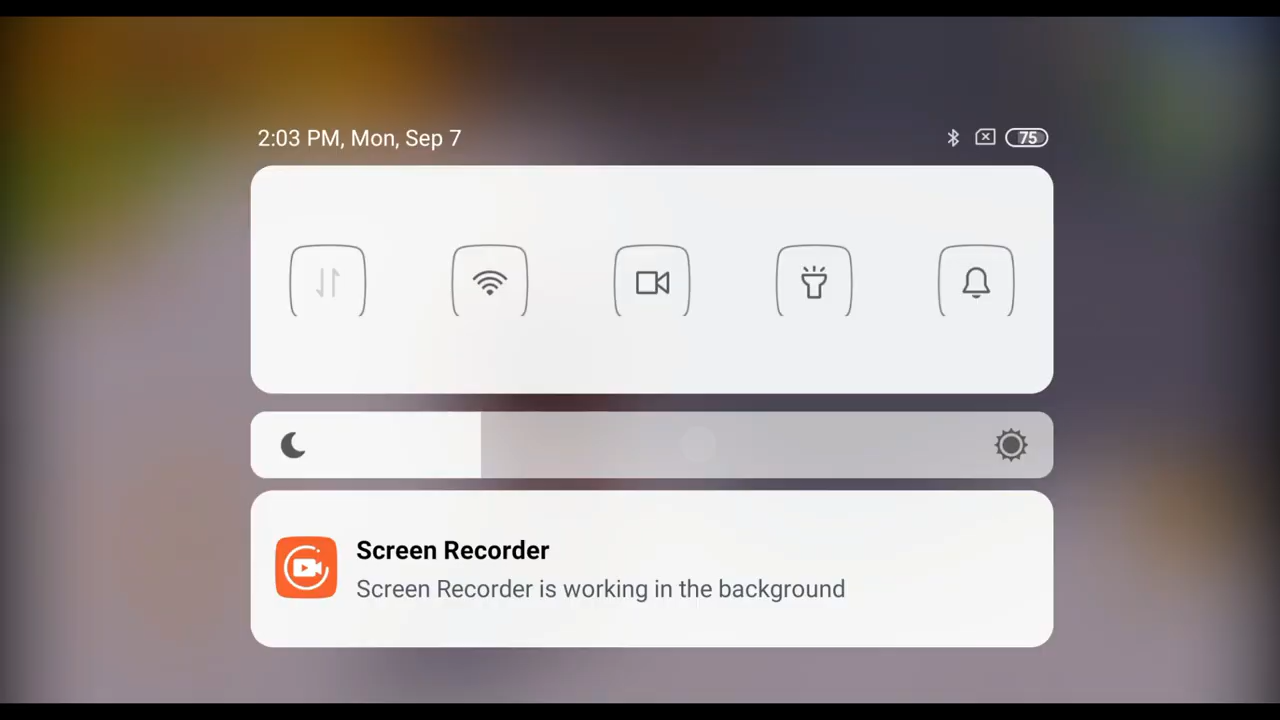 2:03 PM, Mon, Sep 7
75
Screen Recorder
Screen Recorder is working in the background